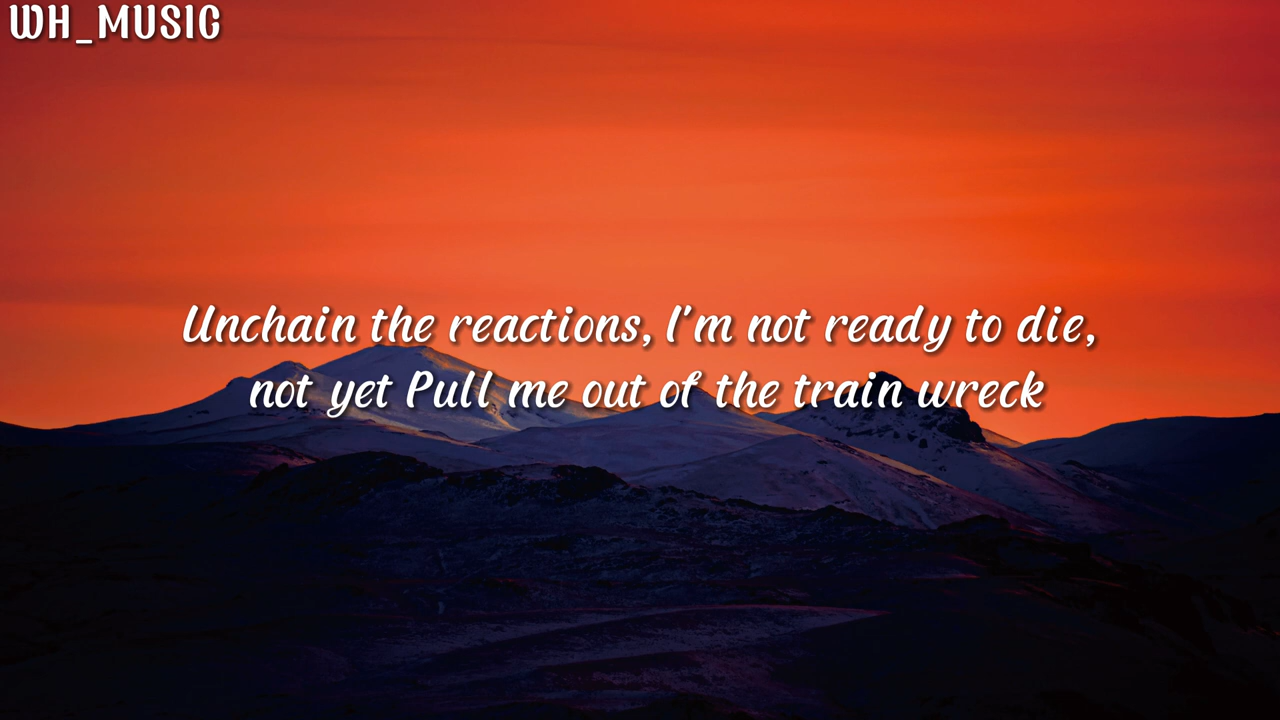 WH_MUSIC
Unchain the reactions, I'm not ready to die,
not yet Pull me out of the train wreck